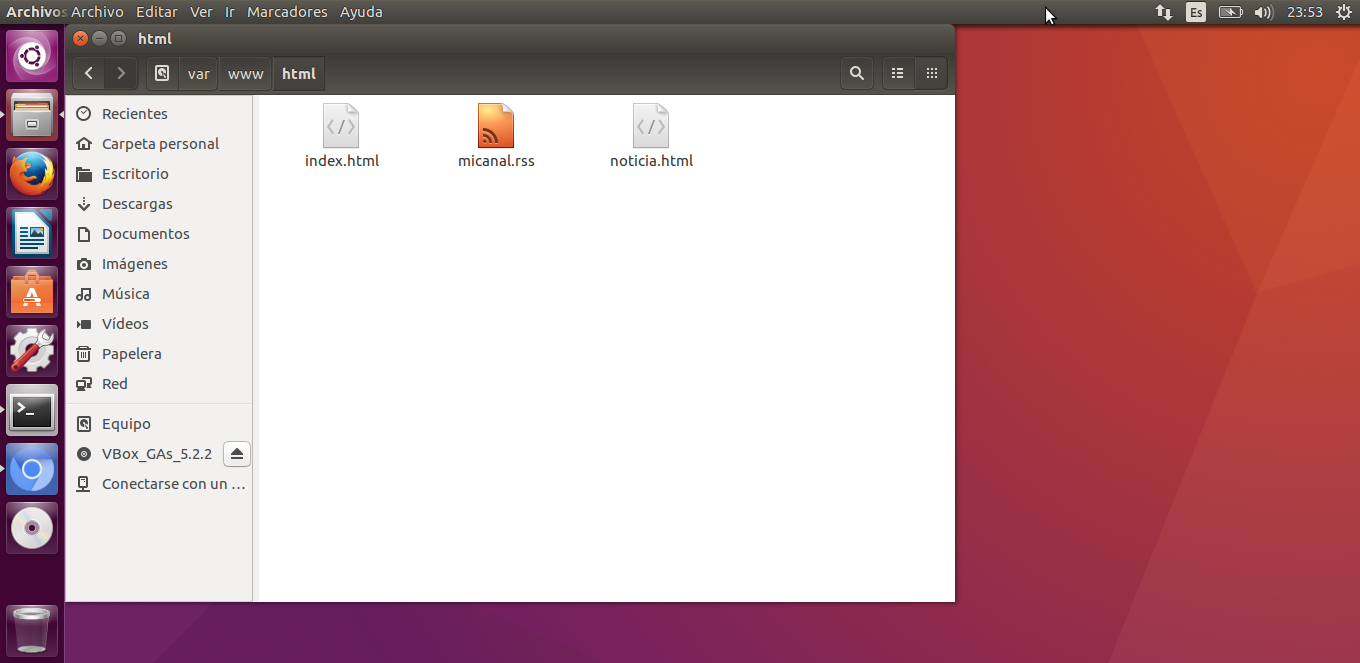 Archivos Archivo Editar Ver Ir Marcadores Ayuda Es 23:53
html
var www html
Recientes
Carpeta personal
Escritorio
Descargas
Documentos
Imágenes
Música
Vídeos
Papelera
Red
Equipo
VBox_GAs_5.2.2
Conectarse con un …
index.html micanal.rss noticia.html